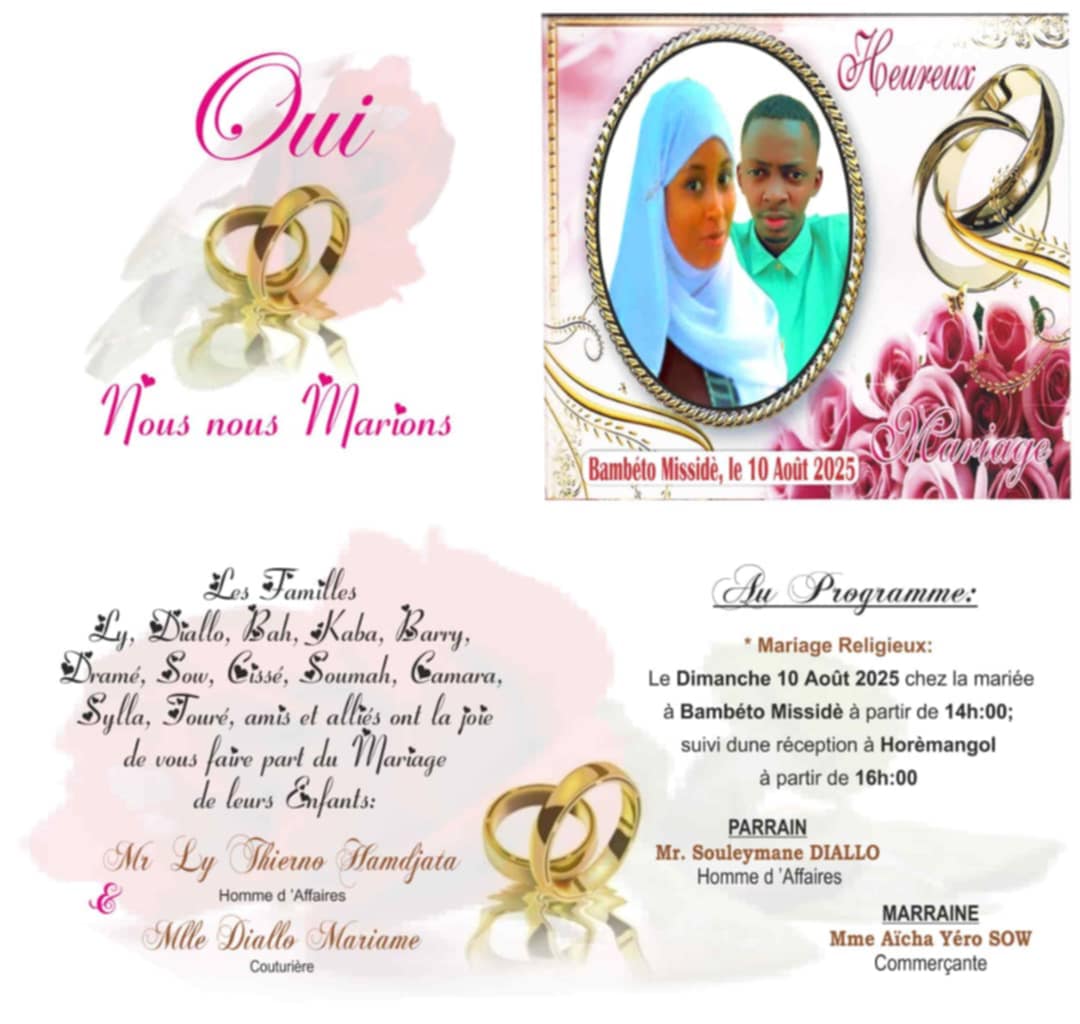 Oui
Nous nous Marions
Heureux
Mariage
Bambéto Missidè, le 10 Août 2025
Les Familles
Ly, Diallo, Bah, Kaba, Barry,
Dramé, Sow, Cissé, Soumah, Camara,
Sylla, Touré, amis et alliés ont la joie
de vous faire part du Mariage
de leurs Enfants:
Mr Ly Thierno Hamdjata
Homme d 'Affaires
&
Mlle Diallo Mariame
Couturière
Au Programme:
* Mariage Religieux:
Le Dimanche 10 Août 2025 chez la mariée
à Bambéto Missidè à partir de 14h:00;
suivi dune réception à Horèmangol
à partir de 16h:00
PARRAIN
Mr. Souleymane DIALLO
Homme d 'Affaires
MARRAINE
Mme Aïcha Yéro SOW
Commerçante